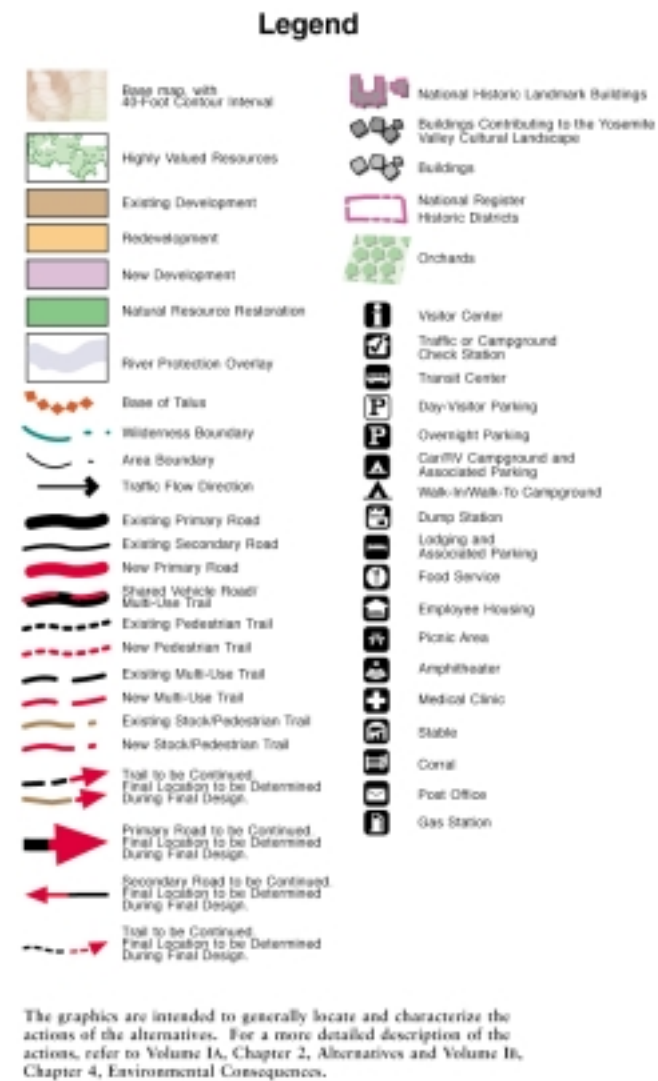 Legend
Base map, with
40-Foot Contour Interval
Highly Valued Resources
Existing Development
Redevelopment
New Development
Natural Resource Restoration
River Protection Overlay
Base of Talus
Wilderness Boundary
Area Boundary
Traffic Flow Direction
Existing Primary Road
Existing Secondary Road
New Primary Road
Shared Vehicle Road/
Multi-Use Trail
Existing Pedestrian Trail
New Pedestrian Trail
Existing Multi-Use Trail
New Multi-Use Trail
Existing Stock/Pedestrian Trail
New Stock/Pedestrian Trail
Trail to be Continued.
Final Location to be Determined
During Final Design.
Primary Road to be Continued.
Final Location to be Determined
During Final Design.
Secondary Road to be Continued.
Final Location to be Determined
During Final Design.
Trail to be Continued.
Final Location to be Determined
During Final Design.
National Historic Landmark Buildings
Buildings Contributing to the Yosemite
Valley Cultural Landscape
Buildings
National Register
Historic Districts
Orchards
Visitor Center
Traffic or Campground
Check Station
Transit Center
P Day-Visitor Parking
P Overnight Parking
Car/RV Campground and
Associated Parking
Walk-In/Walk-To Campground
Dump Station
Lodging and
Associated Parking
Food Service
Employee Housing
Picnic Area
Amphitheater
Medical Clinic
Stable
Corral
Post Office
Gas Station
The graphics are intended to generally locate and characterize the
actions of the alternatives. For a more detailed description of the
actions, refer to Volume IA, Chapter 2, Alternatives and Volume IB,
Chapter 4, Environmental Consequences.